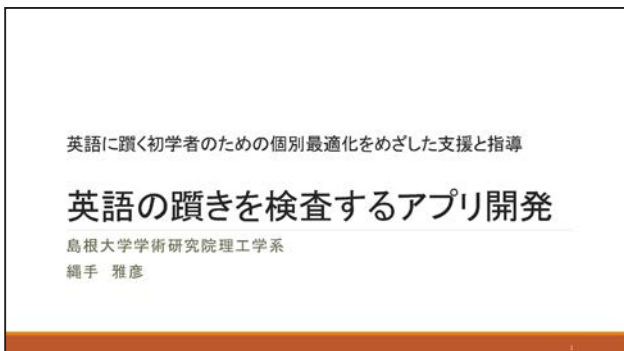 英語に躓く初学者のための個別最適化をめざした支援と指導
英語の躓きを検査するアプリ開発
島根大学学術研究院理工学系
縄手 雅彦